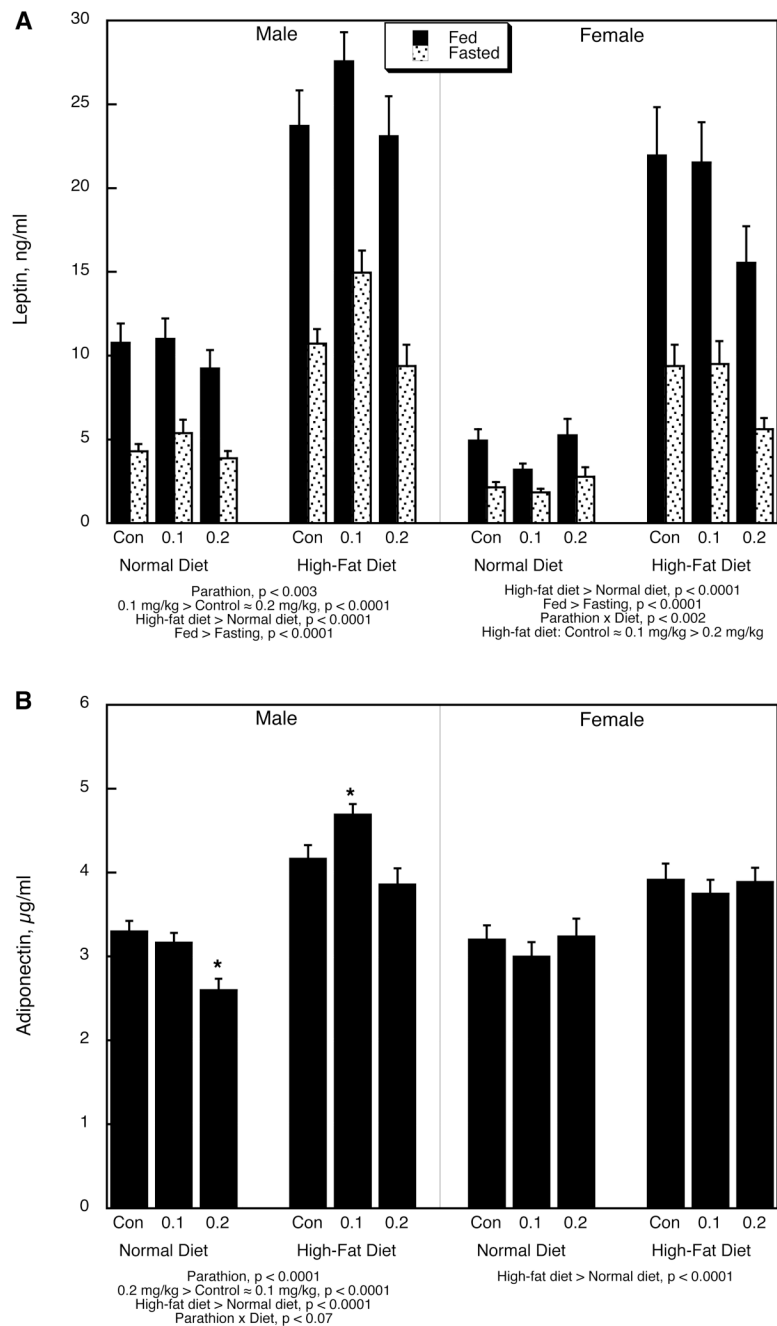 A
Male
Female
Fed
Fasted
30
25
20
15
10
5
0
Leptin, ng/ml
Con 0.1 0.2 Con 0.1 0.2 Con 0.1 0.2 Con 0.1 0.2
Normal Diet High-Fat Diet Normal Diet High-Fat Diet
Parathion, p < 0.003
0.1 mg/kg > Control ≈ 0.2 mg/kg, p < 0.0001
High-fat diet > Normal diet, p < 0.0001
Fed > Fasting, p < 0.0001
High-fat diet > Normal diet, p < 0.0001
Fed > Fasting, p < 0.0001
Parathion x Diet, p < 0.002
High-fat diet: Control ≈ 0.1 mg/kg > 0.2 mg/kg
B
Male
Female
6
5
4
3
2
1
0
Adiponectin, µg/ml
*
*
Con 0.1 0.2 Con 0.1 0.2 Con 0.1 0.2 Con 0.1 0.2
Normal Diet High-Fat Diet Normal Diet High-Fat Diet
Parathion, p < 0.0001
0.2 mg/kg > Control ≈ 0.1 mg/kg, p < 0.0001
High-fat diet > Normal diet, p < 0.0001
Parathion x Diet, p < 0.07
High-fat diet > Normal diet, p < 0.0001